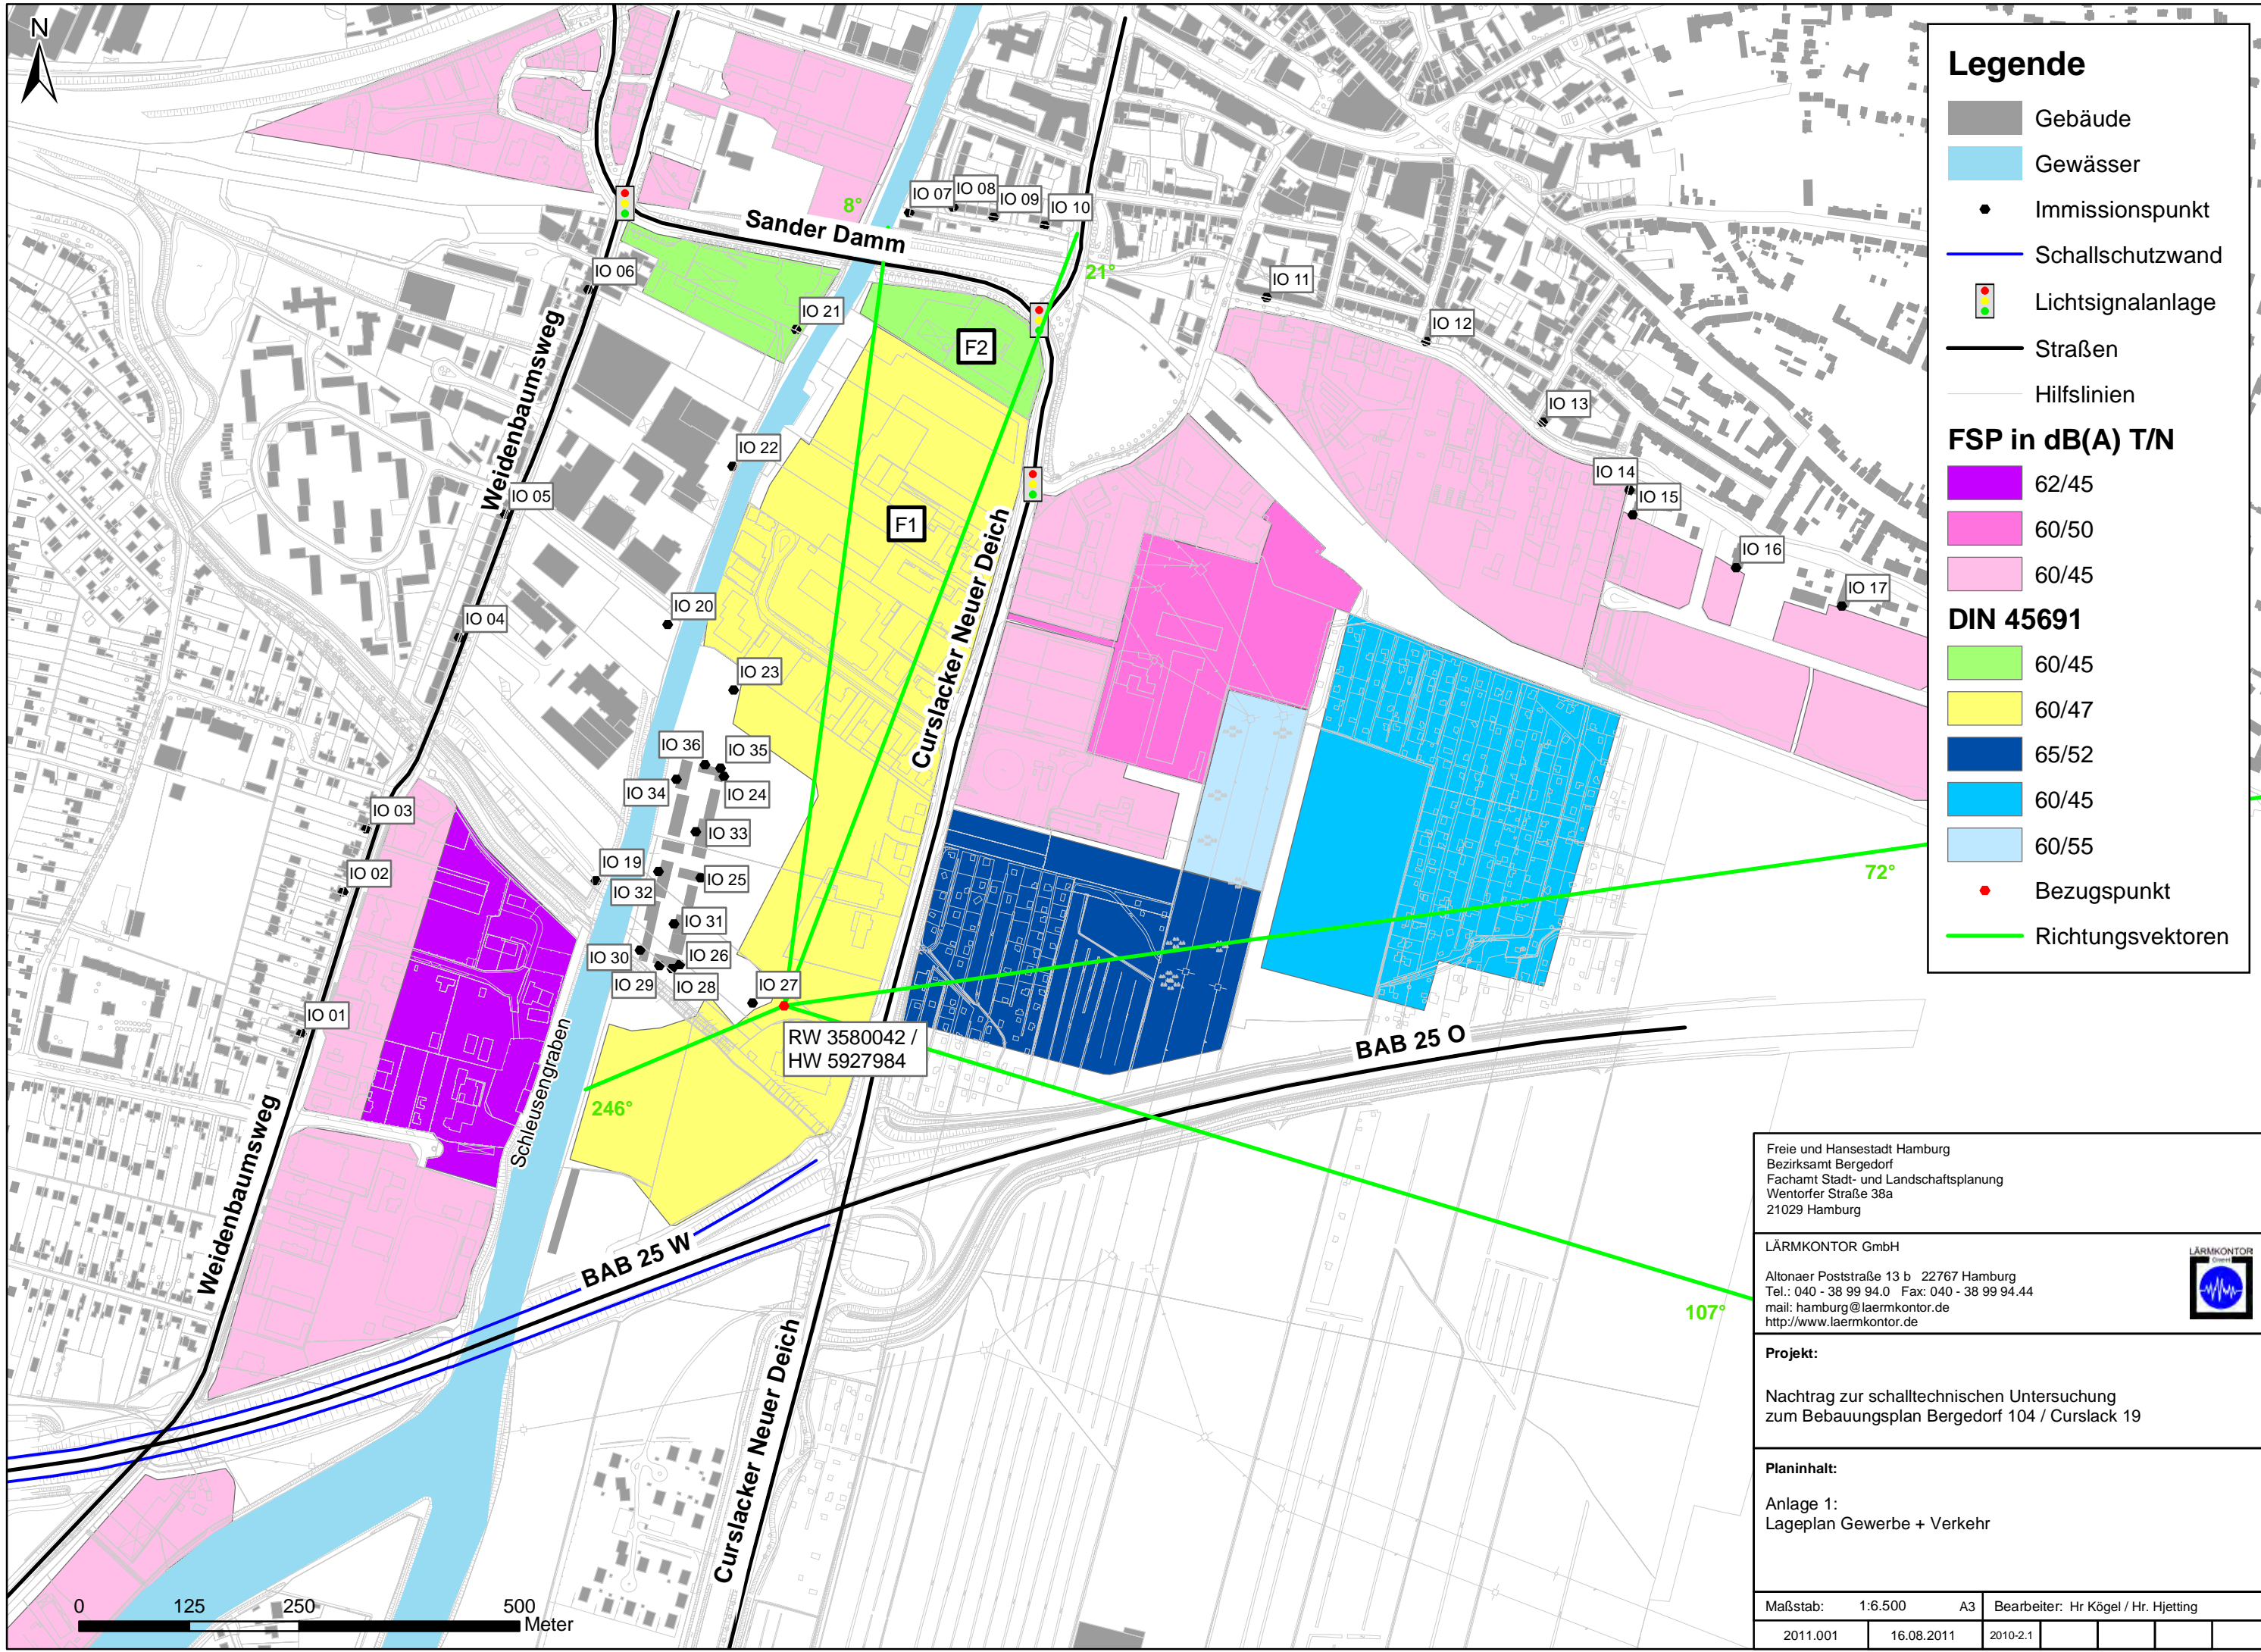 N
Sander Damm
8°
21°
72°
107°
246°
IO 07
IO 08
IO 09
IO 10
IO 06
IO 21
IO 11
IO 12
IO 13
IO 14
IO 15
IO 16
IO 17
F2
F1
IO 22
IO 05
IO 04
IO 20
IO 23
IO 36
IO 35
IO 34
IO 24
IO 33
IO 03
IO 02
IO 19
IO 32
IO 25
IO 31
IO 30
IO 26
IO 29
IO 28
IO 27
IO 01
RW 3580042 /
HW 5927984
Weidenbaumsweg
Weidenbaumsweg
Curslacker Neuer Deich
Curslacker Neuer Deich
Schleusengraben
BAB 25 O
BAB 25 W
0 125 250 500
Meter
Legende
Gebäude
Gewässer
Immissionspunkt
Schallschutzwand
Lichtsignalanlage
Straßen
Hilfslinien
FSP in dB(A) T/N
62/45
60/50
60/45
DIN 45691
60/45
60/47
65/52
60/45
60/55
Bezugspunkt
Richtungsvektoren
Freie und Hansestadt Hamburg
Bezirksamt Bergedorf
Fachamt Stadt- und Landschaftsplanung
Wentorfer Straße 38a
21029 Hamburg
LÄRMKONTOR GmbH
Altonaer Poststraße 13 b 22767 Hamburg
Tel.: 040 - 38 99 94.0 Fax: 040 - 38 99 94.44
mail: hamburg@laermkontor.de
http://www.laermkontor.de
LÄRMKONTOR
GmbH
Projekt:
Nachtrag zur schalltechnischen Untersuchung
zum Bebauungsplan Bergedorf 104 / Curslack 19
Planinhalt:
Anlage 1:
Lageplan Gewerbe + Verkehr
Maßstab: 1:6.500 A3 Bearbeiter: Hr Kögel / Hr. Hjetting
2011.001 16.08.2011 2010-2.1